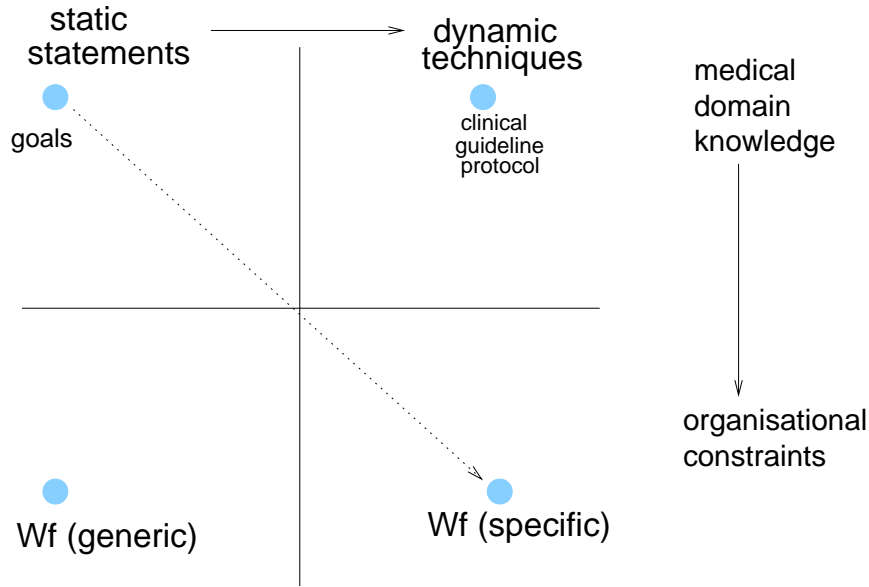 static
statements
dynamic
techniques
medical
domain
knowledge
goals
clinical
guideline
protocol
organisational
constraints
Wf (generic)
Wf (specific)